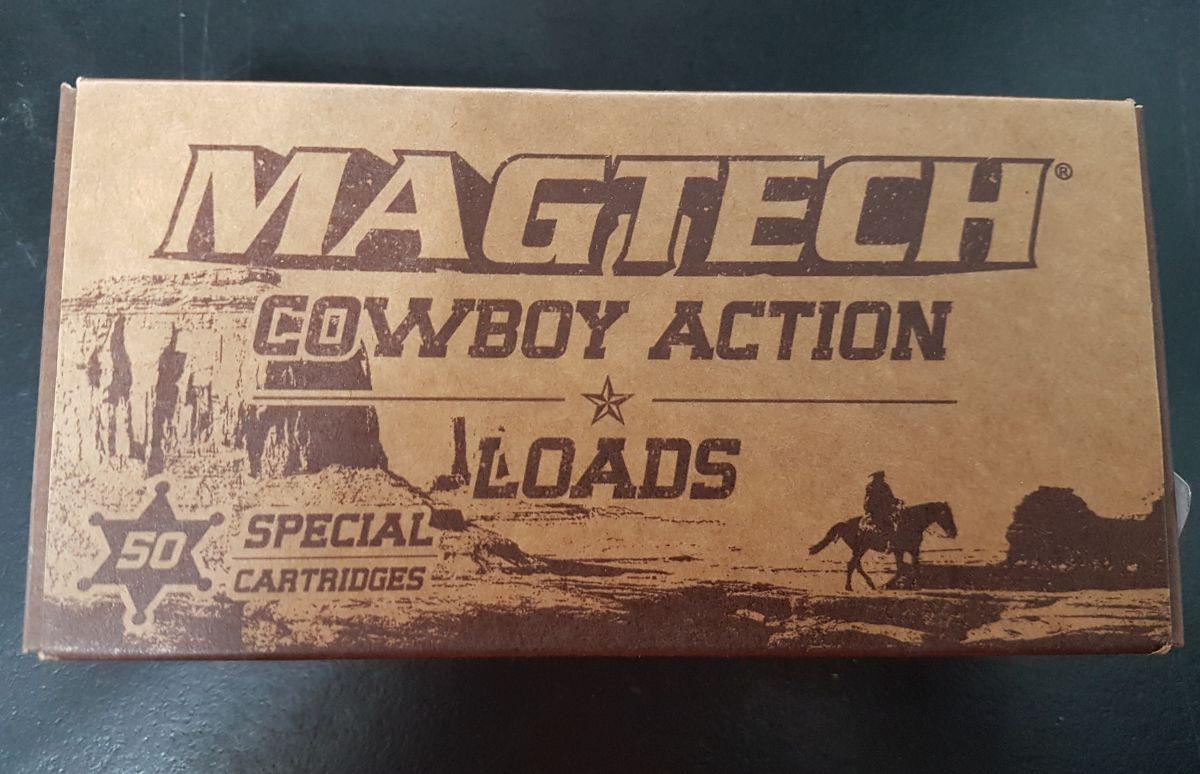 MAGTECH®
COWBOY ACTION
LOADS
50
SPECIAL
CARTRIDGES